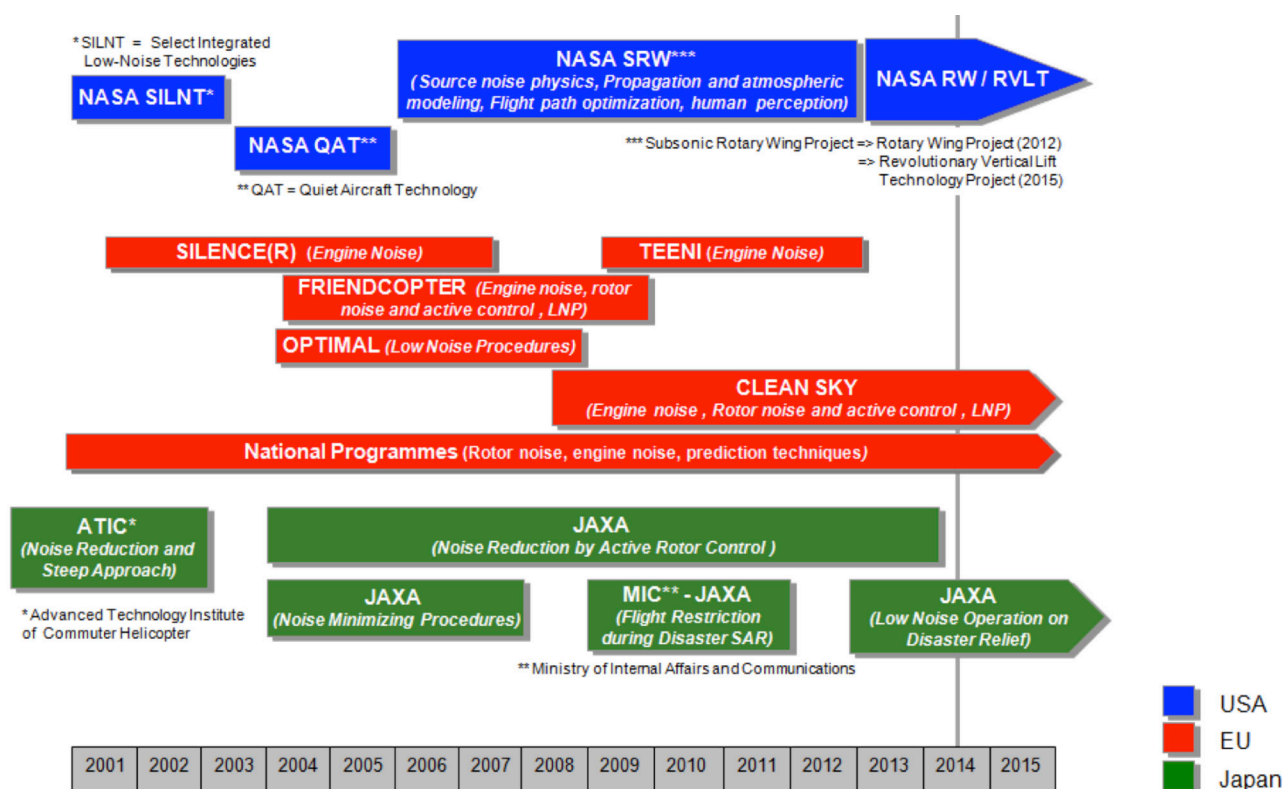 * SILNT = Select Integrated
Low-Noise Technologies
NASA SILNT*
NASA QAT**
** QAT = Quiet Aircraft Technology
NASA SRW***
( Source noise physics, Propagation and atmospheric
modeling, Flight path optimization, human perception)
NASA RW / RVLT
*** Subsonic Rotary Wing Project => Rotary Wing Project (2012)
=> Revolutionary Vertical Lift
Technology Project (2015)
SILENCE(R) (Engine Noise)
TEENI (Engine Noise)
FRIENDCOPTER (Engine noise, rotor
noise and active control , LNP)
OPTIMAL (Low Noise Procedures)
CLEAN SKY
(Engine noise , Rotor noise and active control , LNP)
National Programmes (Rotor noise, engine noise, prediction techniques)
ATIC*
(Noise Reduction and
Steep Approach)
JAXA
(Noise Reduction by Active Rotor Control )
* Advanced Technology Institute
of Commuter Helicopter
JAXA
(Noise Minimizing Procedures)
MIC** - JAXA
(Flight Restriction
during Disaster SAR)
JAXA
(Low Noise Operation on
Disaster Relief)
** Ministry of Internal Affairs and Communications
USA
EU
Japan
2001 2002 2003 2004 2005 2006 2007 2008 2009 2010 2011 2012 2013 2014 2015